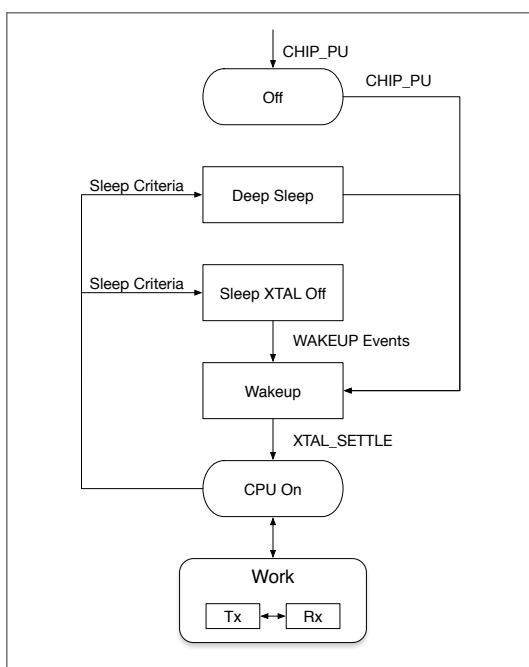 CHIP_PU
Off
CHIP_PU
Sleep Criteria
Deep Sleep
Sleep Criteria
Sleep XTAL Off
WAKEUP Events
Wakeup
XTAL_SETTLE
CPU On
Work
Tx
Rx